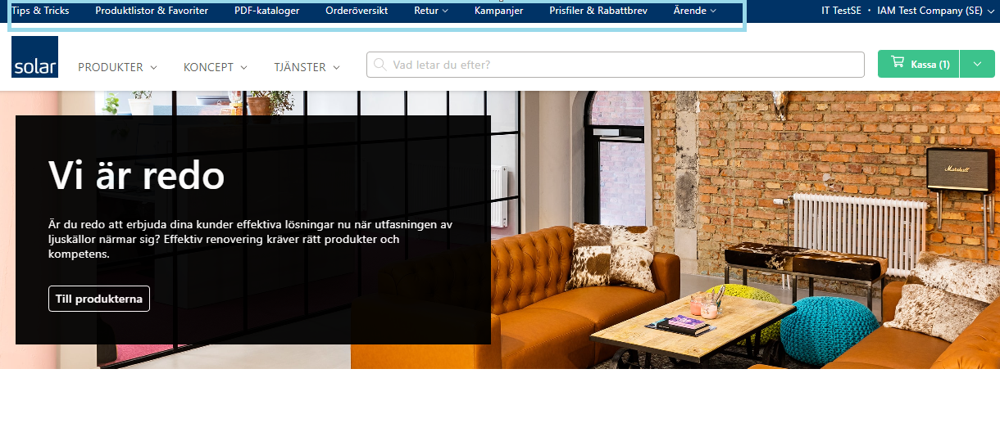 Tips & Tricks Produktlistor & Favoriter PDF-kataloger Orderöversikt Retur Kampanjer Prisfiler & Rabattbrev Ärende IT TestSE • IAM Test Company (SE)
solar PRODUKTER KONCEPT TJÄNSTER Vad letar du efter? Kassa (1)
Vi är redo
Är du redo att erbjuda dina kunder effektiva lösningar nu när utfasningen av
ljuskällor närmar sig? Effektiv renovering kräver rätt produkter och
kompetens.
Till produkterna
Marshall